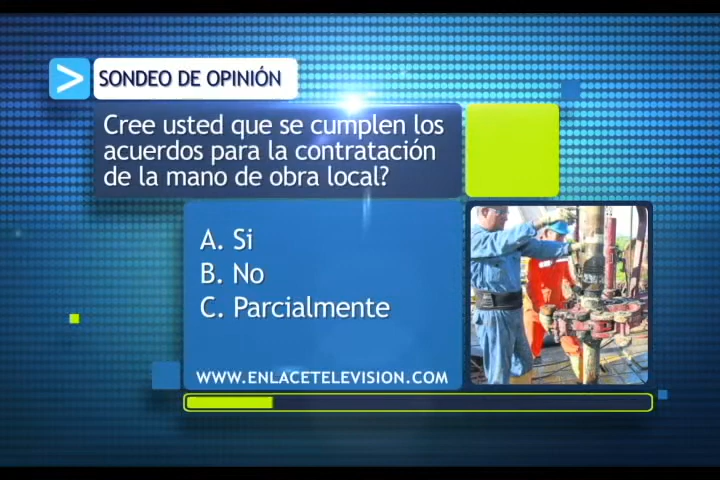 > SONDEO DE OPINIÓN
Cree usted que se cumplen los
acuerdos para la contratación
de la mano de obra local?
A. Si
B. No
C. Parcialmente
WWW.ENLACETELEVISION.COM